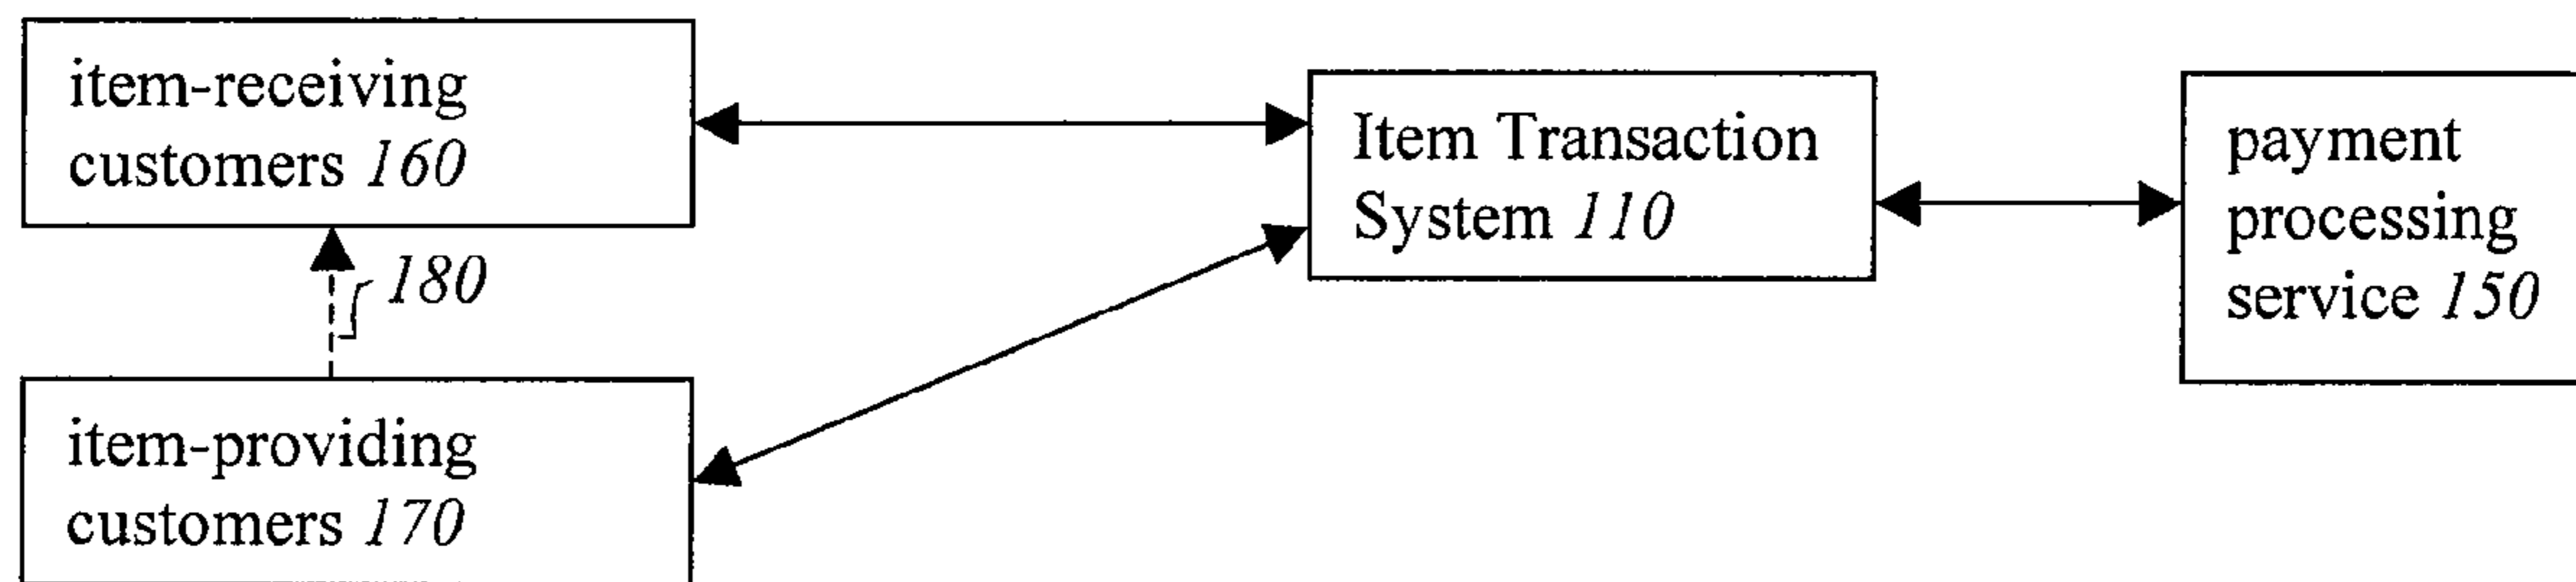 item-receiving
customers 160
Item Transaction
System 110
payment
processing
service 150
180
item-providing
customers 170